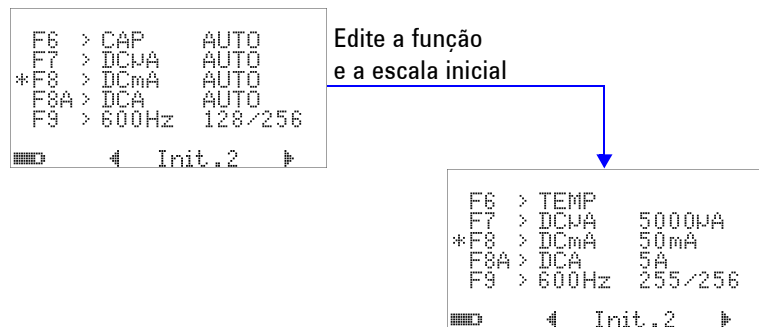 F6 > CAP AUTO
F7 > DCµA AUTO
*F8 > DCmA AUTO
F8A > DCA AUTO
F9 > 600Hz 128/256
Init.2
Edite a função
e a escala inicial
F6 > TEMP
F7 > DCµA 5000µA
*F8 > DCmA 50mA
F8A > DCA 5A
F9 > 600Hz 255/256
Init.2